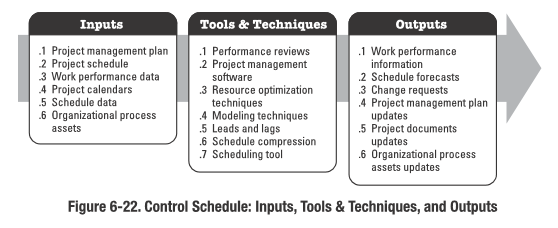 Inputs
.1 Project management plan
.2 Project schedule
.3 Work performance data
.4 Project calendars
.5 Schedule data
.6 Organizational process
assets
Tools & Techniques
.1 Performance reviews
.2 Project management
software
.3 Resource optimization
techniques
.4 Modeling techniques
.5 Leads and lags
.6 Schedule compression
.7 Scheduling tool
Outputs
.1 Work performance
information
.2 Schedule forecasts
.3 Change requests
.4 Project management plan
updates
.5 Project documents
updates
.6 Organizational process
assets updates
Figure 6-22. Control Schedule: Inputs, Tools & Techniques, and Outputs